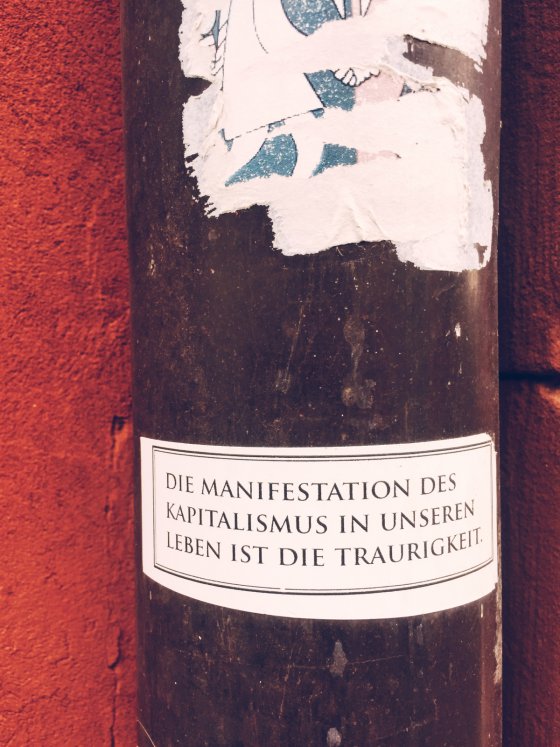 DIE MANIFESTATION DES
KAPITALISMUS IN UNSEREN
LEBEN IST DIE TRAURIGKEIT.